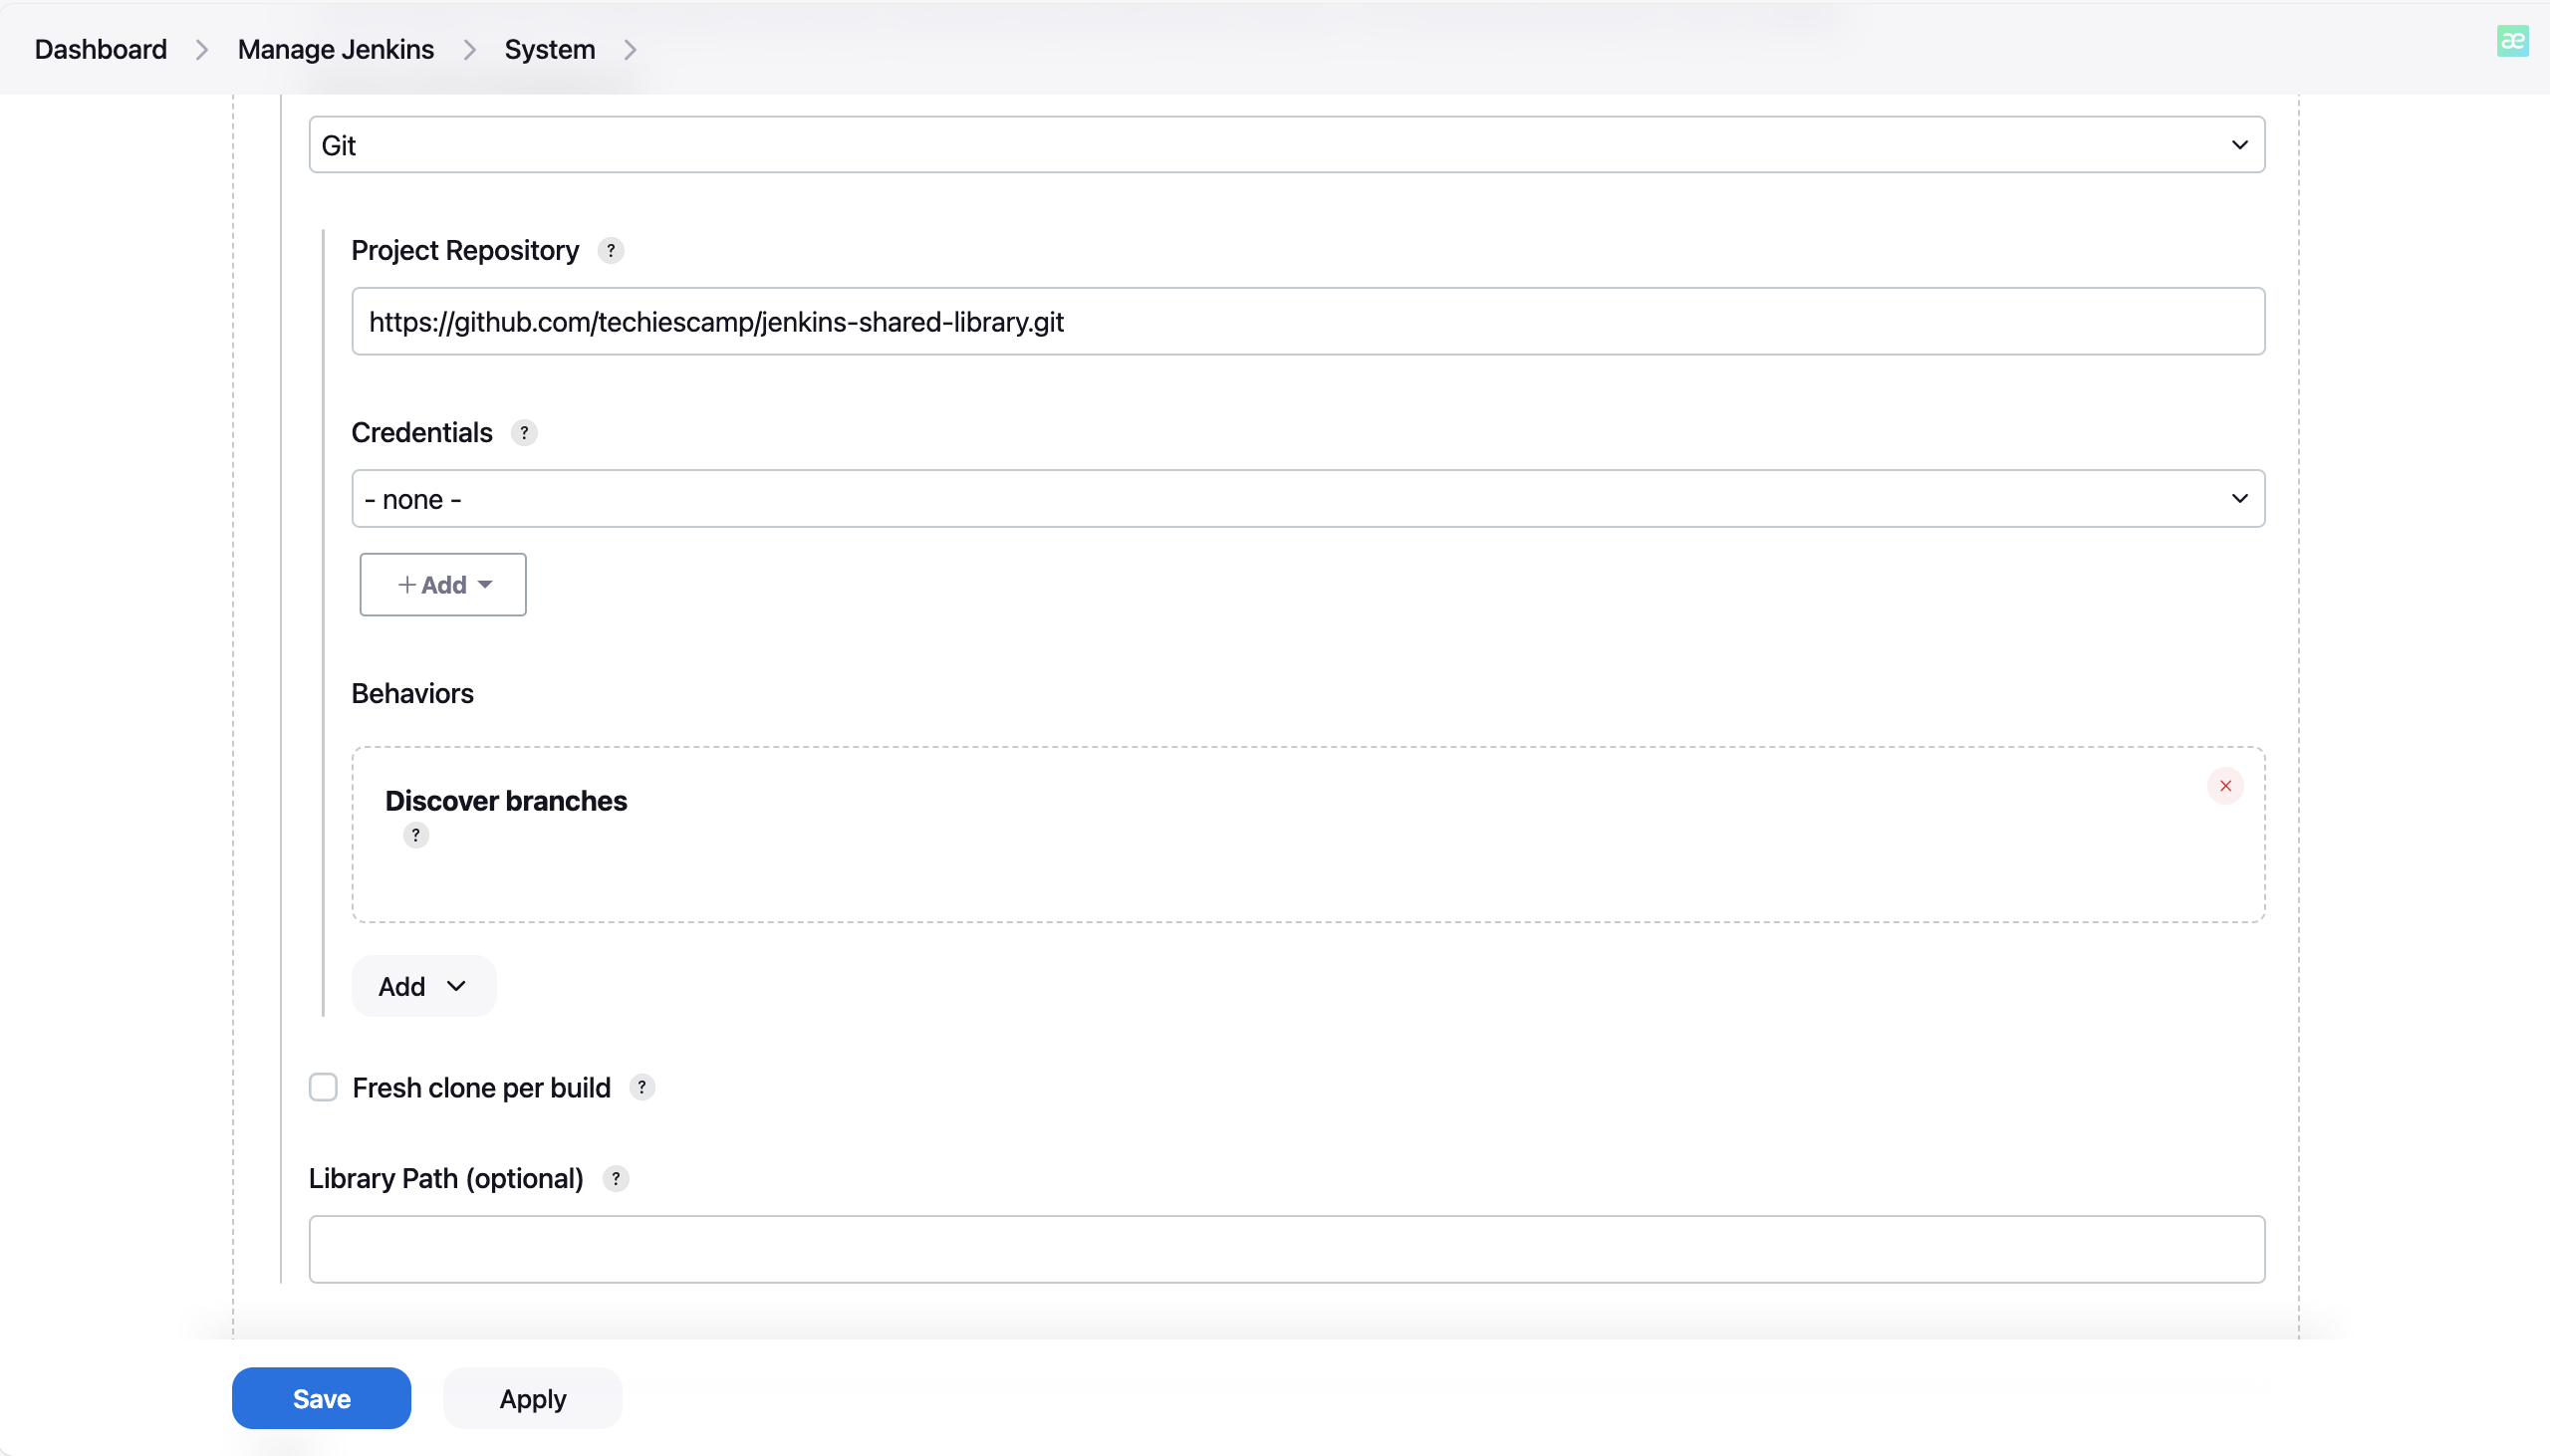 Dashboard > Manage Jenkins > System >
Git
Project Repository ?
https://github.com/techiescamp/jenkins-shared-library.git
Credentials ?
- none -
+ Add
Behaviors
Discover branches
?
Add
Fresh clone per build ?
Library Path (optional) ?
Save Apply
æ